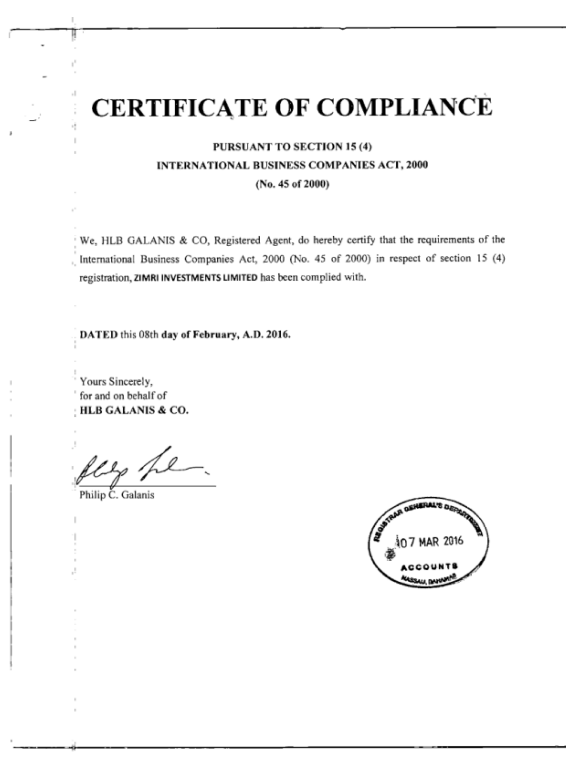 CERTIFICATE OF COMPLIANCE
PURSUANT TO SECTION 15 (4)
INTERNATIONAL BUSINESS COMPANIES ACT, 2000
(No. 45 of 2000)
We, HLB GALANIS & CO, Registered Agent, do hereby certify that the requirements of the
International Business Companies Act, 2000 (No. 45 of 2000) in respect of section 15 (4)
registration, ZIMRI INVESTMENTS LIMITED has been complied with.
DATED this 08th day of February, A.D. 2016.
Yours Sincerely,
for and on behalf of
HLB GALANIS & CO.
Philip C. Galanis
REGISTRAR GENERAL'S DEPARTMENT
07 MAR 2016
ACCOUNTS
NASSAU, BAHAMAS